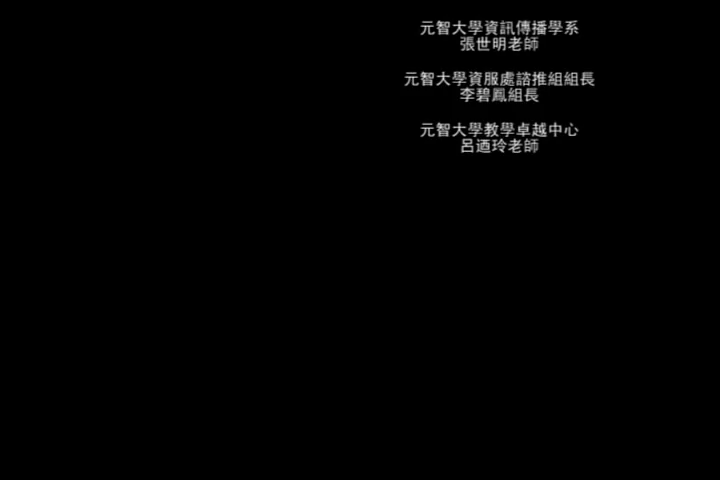 元智大學資訊傳播學系
張世明老師
元智大學資服處諮推組組長
李碧鳳組長
元智大學教學卓越中心
呂迺玲老師